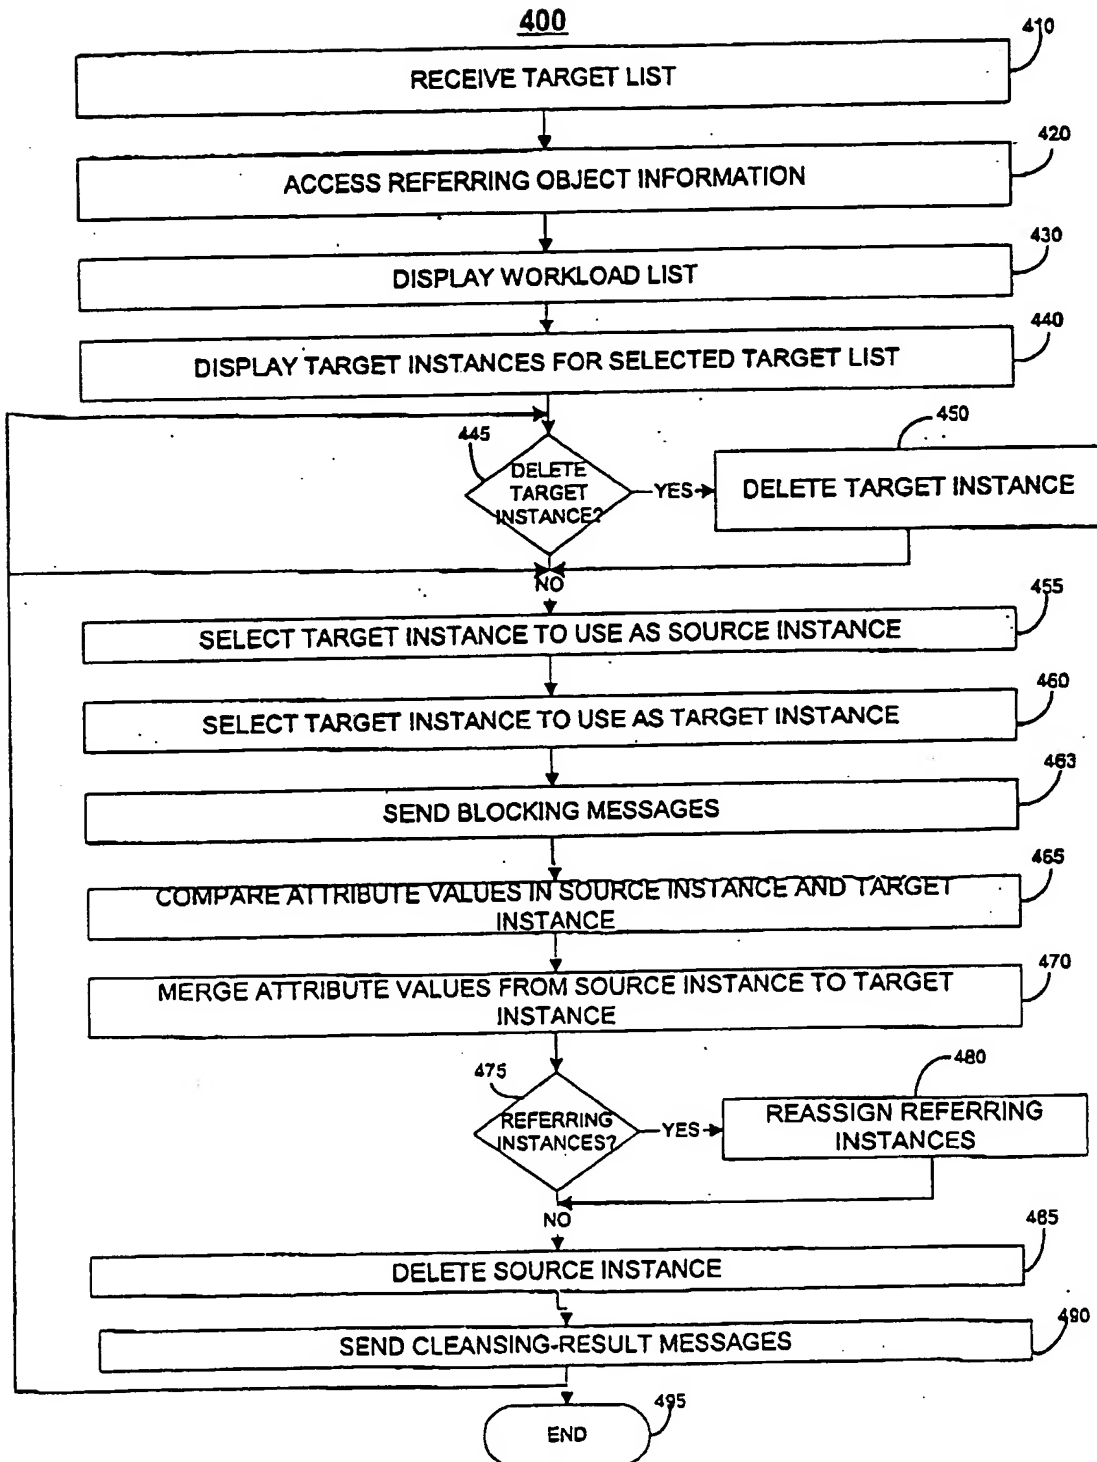 400
410
RECEIVE TARGET LIST
420
ACCESS REFERRING OBJECT INFORMATION
430
DISPLAY WORKLOAD LIST
440
DISPLAY TARGET INSTANCES FOR SELECTED TARGET LIST
445
450
DELETE
TARGET
INSTANCE?
YES
DELETE TARGET INSTANCE
NO
455
SELECT TARGET INSTANCE TO USE AS SOURCE INSTANCE
460
SELECT TARGET INSTANCE TO USE AS TARGET INSTANCE
463
SEND BLOCKING MESSAGES
465
COMPARE ATTRIBUTE VALUES IN SOURCE INSTANCE AND TARGET
INSTANCE
470
MERGE ATTRIBUTE VALUES FROM SOURCE INSTANCE TO TARGET
INSTANCE
475
480
REFERRING
INSTANCES?
YES
REASSIGN REFERRING
INSTANCES
NO
485
DELETE SOURCE INSTANCE
490
SEND CLEANSING-RESULT MESSAGES
495
END